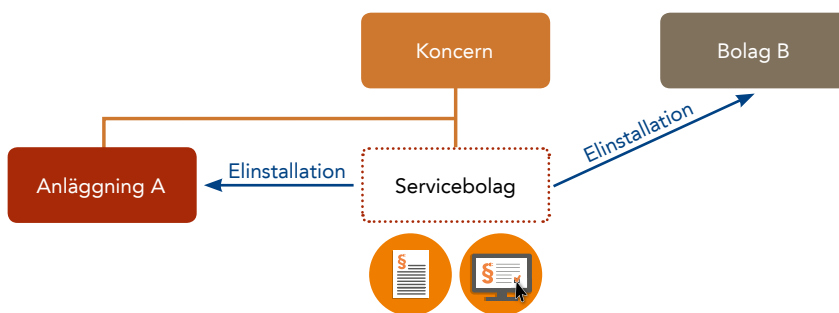 Koncern
Bolag B
Elinstallation
Anläggning A
Elinstallation
Servicebolag
§
§